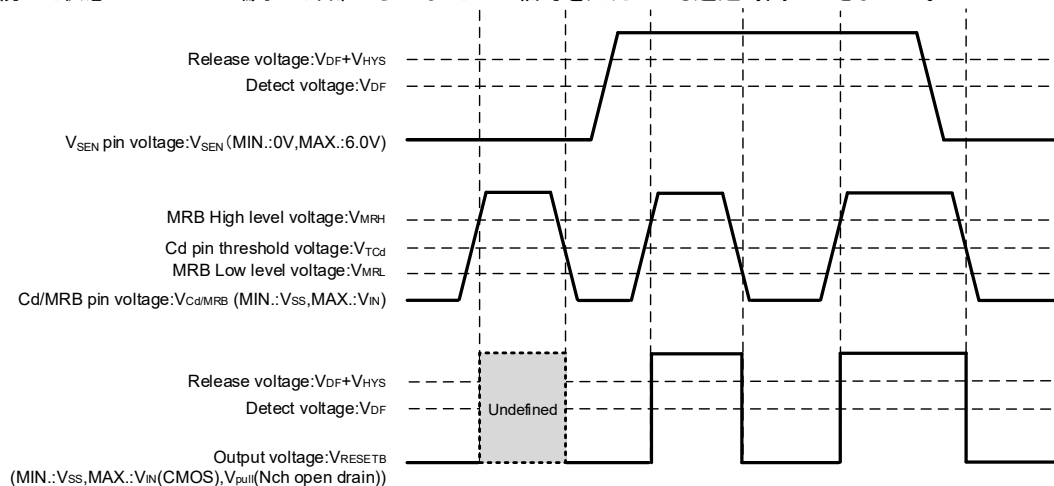 Release voltage:VDF+VHYS
Detect voltage:VDF
VSEN pin voltage:VSEN(MIN.:0V,MAX.:6.0V)
MRB High level voltage:VMRH
Cd pin threshold voltage:VTCd
MRB Low level voltage:VMRL
Cd/MRB pin voltage:VCd/MRB (MIN.:VSS,MAX.:VIN)
Release voltage:VDF+VHYS
Detect voltage:VDF
Undefined
Output voltage:VRESETB
(MIN.:VSS,MAX.:VIN(CMOS),Vpull(Nch open drain))